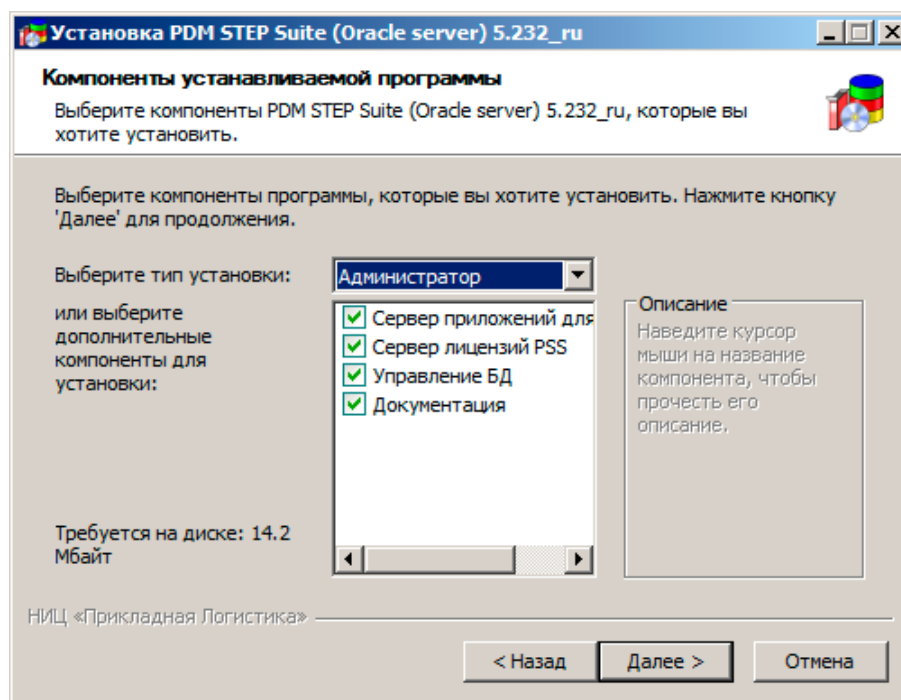 Установка PDM STEP Suite (Oracle server) 5.232_ru
Компоненты устанавливаемой программы
Выберите компоненты PDM STEP Suite (Oracle server) 5.232_ru, которые вы
хотите установить.
Выберите компоненты программы, которые вы хотите установить. Нажмите кнопку
'Далее' для продолжения.
Выберите тип установки:
Администратор
или выберите
дополнительные
компоненты для
установки:
Сервер приложений для
Сервер лицензий PSS
Управление БД
Документация
Описание
Наведите курсор
мыши на название
компонента, чтобы
прочесть его
описание.
Требуется на диске: 14.2
Мбайт
НИЦ «Прикладная Логистика»
< Назад
Далее >
Отмена